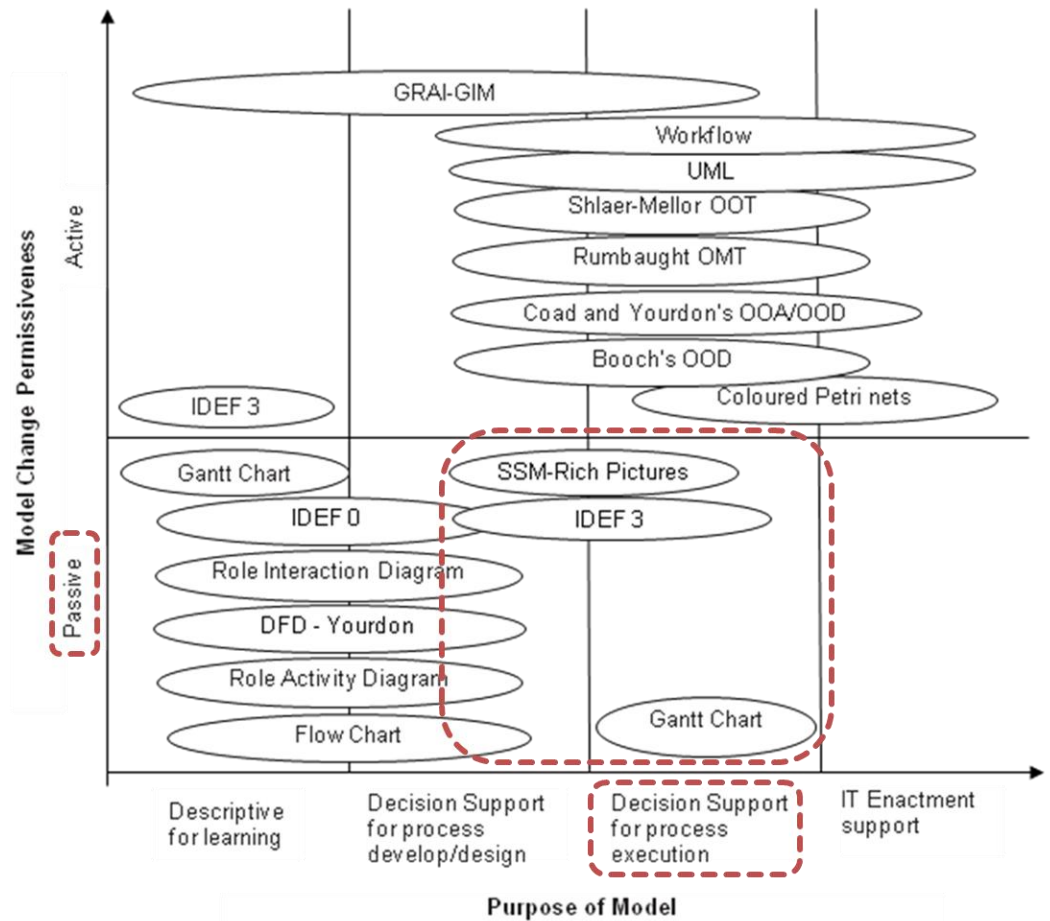 GRAI-GIM
Workflow
UML
Shlaer-Mellor OOT
Rumbaught OMT
Coad and Yourdon's OOA/OOD
Booch's OOD
Coloured Petri nets
IDEF 3
Gantt Chart
SSM-Rich Pictures
IDEF 0
IDEF 3
Role Interaction Diagram
DFD - Yourdon
Role Activity Diagram
Flow Chart
Gantt Chart
Model Change Permissiveness
Active
Passive
Descriptive
for learning
Decision Support
for process
develop/design
Decision Support
for process
execution
IT Enactment
support
Purpose of Model